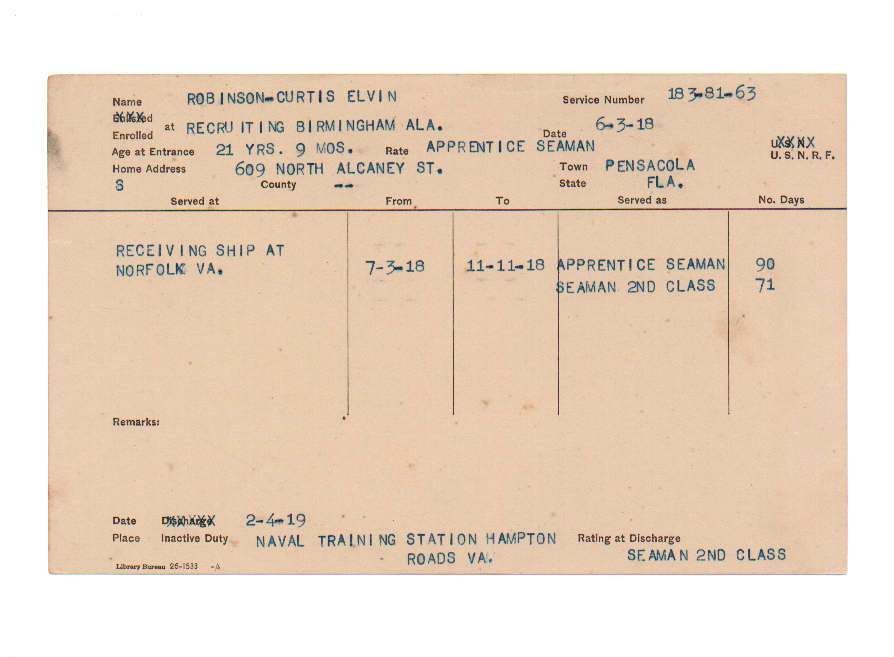 Name ROBINSON-CURTIS ELVIN Service Number 183-81-63
Enlisted
Enrolled at RECRUITING BIRMINGHAM ALA. Date 6-3-18
Age at Entrance 21 YRS. 9 MOS. Rate APPRENTICE SEAMAN U.S.N.
U.S.N.R.F.
Home Address 609 NORTH ALCANEY ST. Town PENSACOLA
S County -- State FLA.
Served at From To Served as No. Days
RECEIVING SHIP AT
NORFOLK VA. 7-3-18 11-11-18 APPRENTICE SEAMAN 90
SEAMAN 2ND CLASS 71
Remarks:
Date Discharge 2-4-19
Place Inactive Duty NAVAL TRAINING STATION HAMPTON Rating at Discharge
ROADS VA. SEAMAN 2ND CLASS
Library Bureau 26-1533 -A